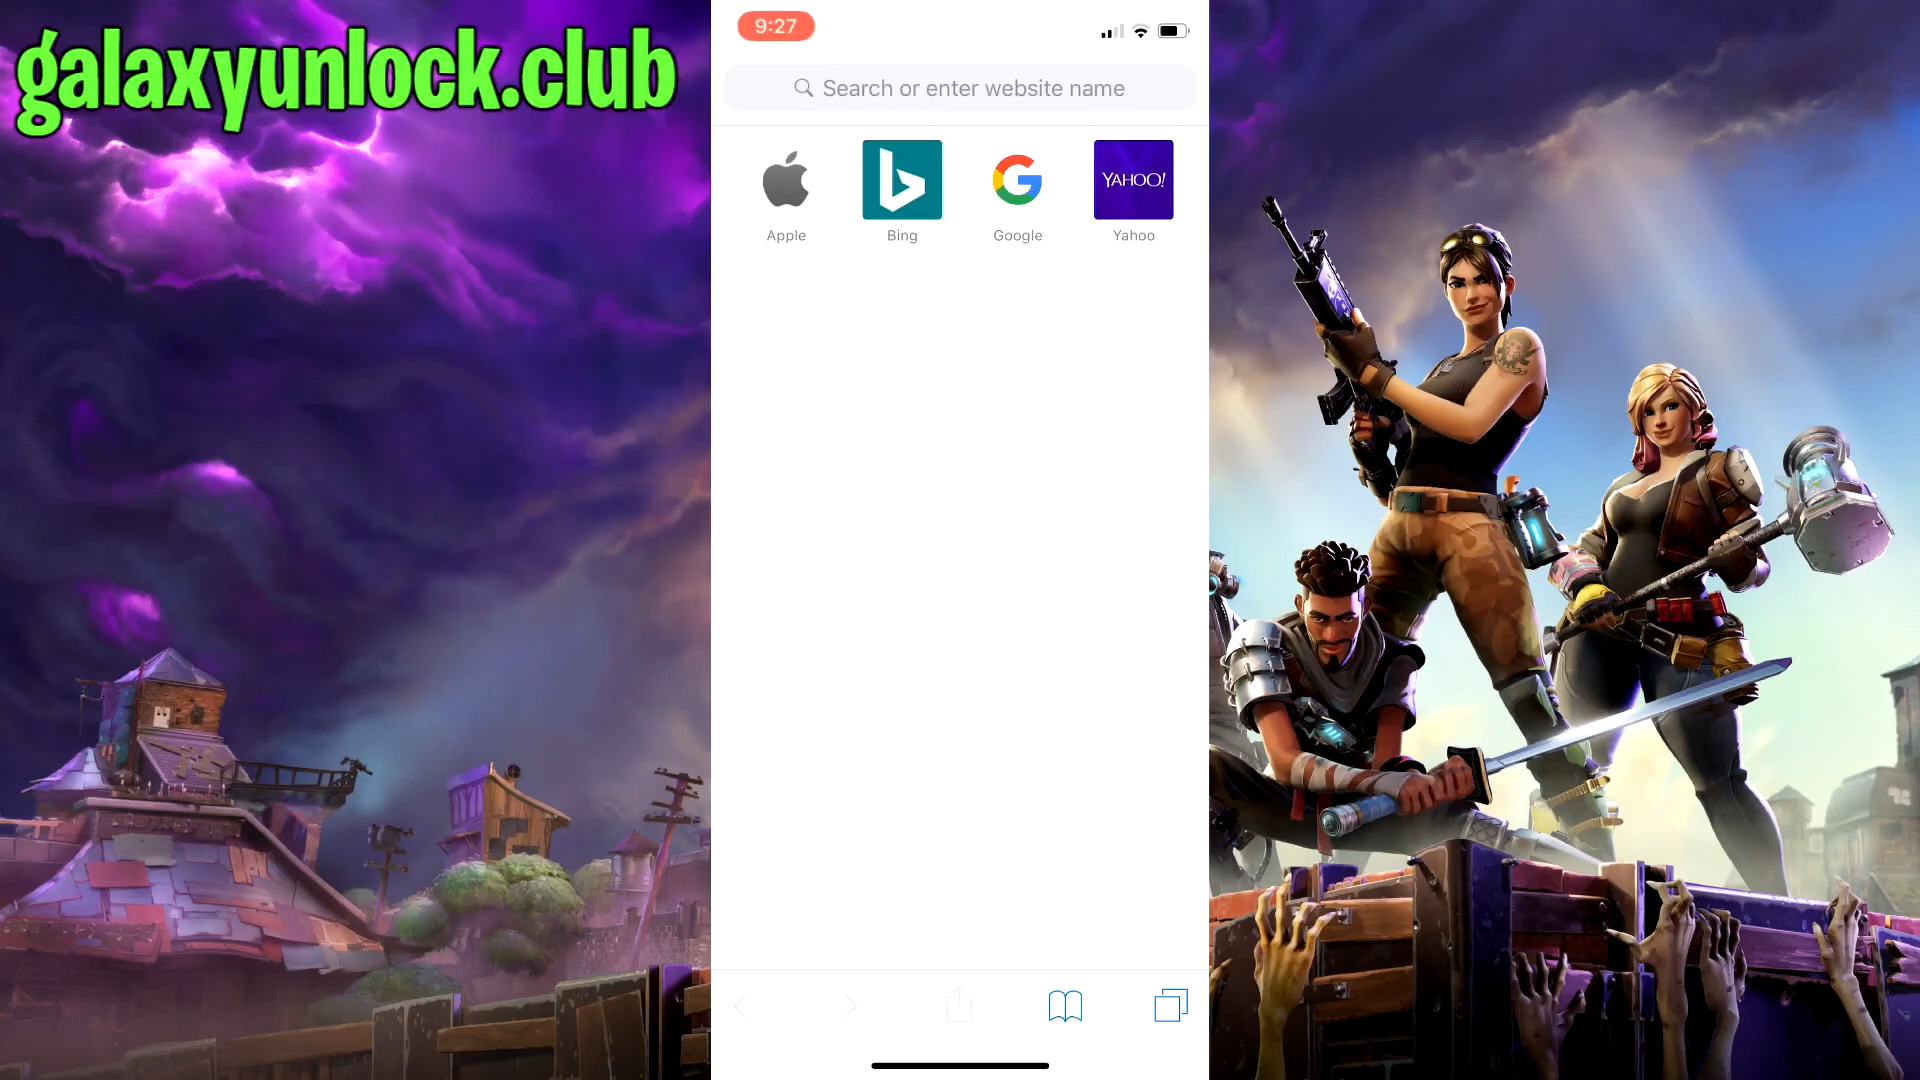 galaxyunlock.club
9:27
Search or enter website name
YAHOO!
Apple
Bing
Google
Yahoo